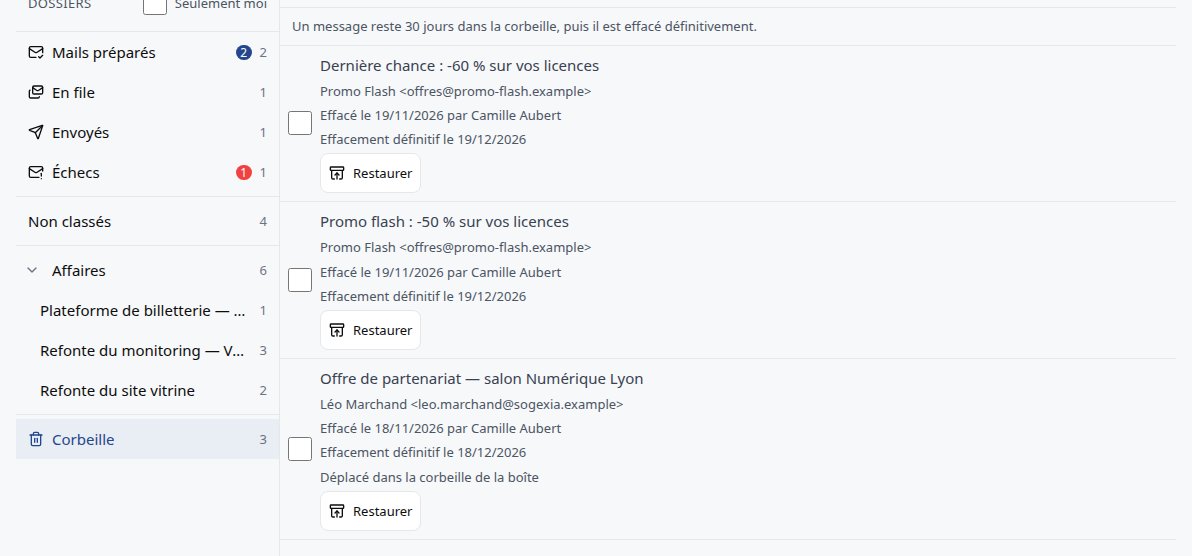 DOSSIERS
Seulement moi
Mails préparés 2 2
En file 1
Envoyés 1
Échecs 1 1
Non classés 4
Affaires 6
Plateforme de billetterie — ... 1
Refonte du monitoring — V... 3
Refonte du site vitrine 2
Corbeille 3
Un message reste 30 jours dans la corbeille, puis il est effacé définitivement.
Dernière chance : -60 % sur vos licences
Promo Flash <offres@promo-flash.example>
Effacé le 19/11/2026 par Camille Aubert
Effacement définitif le 19/12/2026
Restaurer
Promo flash : -50 % sur vos licences
Promo Flash <offres@promo-flash.example>
Effacé le 19/11/2026 par Camille Aubert
Effacement définitif le 19/12/2026
Restaurer
Offre de partenariat — salon Numérique Lyon
Léo Marchand <leo.marchand@sogexia.example>
Effacé le 18/11/2026 par Camille Aubert
Effacement définitif le 18/12/2026
Déplacé dans la corbeille de la boîte
Restaurer